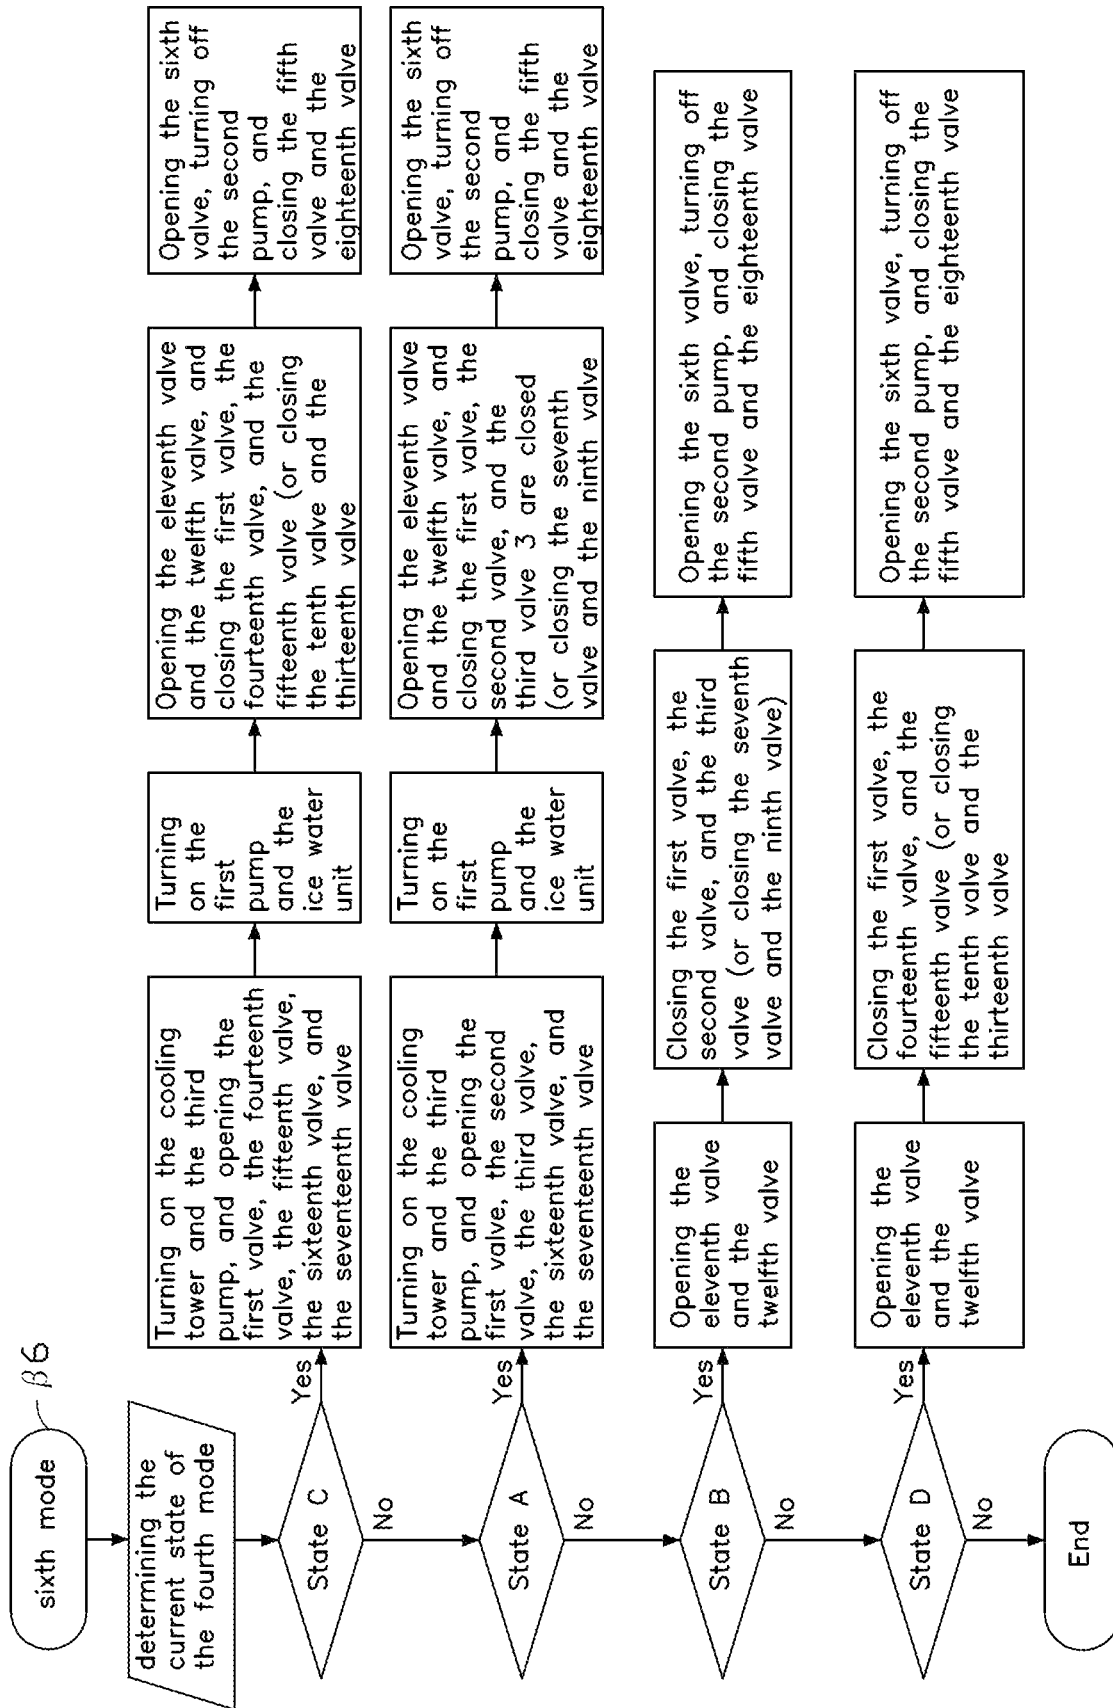 sixth mode
β6
determining the
current state of
the fourth mode
State C
Yes
No
Turning on the cooling
tower and the third
pump, and opening the
first valve, the fourteenth
valve, the fifteenth valve,
the sixteenth valve, and
the seventeenth valve
Turning
on the
first
pump
and the
ice water
unit
Opening the eleventh valve
and the twelfth valve, and
closing the first valve, the
fourteenth valve, and the
fifteenth valve (or closing
the tenth valve and the
thirteenth valve
Opening the sixth
valve, turning off
the second
pump, and
closing the fifth
valve and the
eighteenth valve
State A
Yes
No
Turning on the cooling
tower and the third
pump, and opening the
first valve, the second
valve, the third valve,
the sixteenth valve, and
the seventeenth valve
Turning
on the
first
pump
and the
ice water
unit
Opening the eleventh valve
and the twelfth valve, and
closing the first valve, the
second valve, and the
third valve 3 are closed
(or closing the seventh
valve and the ninth valve
Opening the sixth
valve, turning off
the second
pump, and
closing the fifth
valve and the
eighteenth valve
State B
Yes
No
Opening the
eleventh valve
and the
twelfth valve
Closing the first valve, the
second valve, and the third
valve (or closing the seventh
valve and the ninth valve)
Opening the sixth valve, turning off
the second pump, and closing the
fifth valve and the eighteenth valve
State D
Yes
No
Opening the
eleventh valve
and the
twelfth valve
Closing the first valve, the
fourteenth valve, and the
fifteenth valve (or closing
the tenth valve and the
thirteenth valve
Opening the sixth valve, turning off
the second pump, and closing the
fifth valve and the eighteenth valve
End